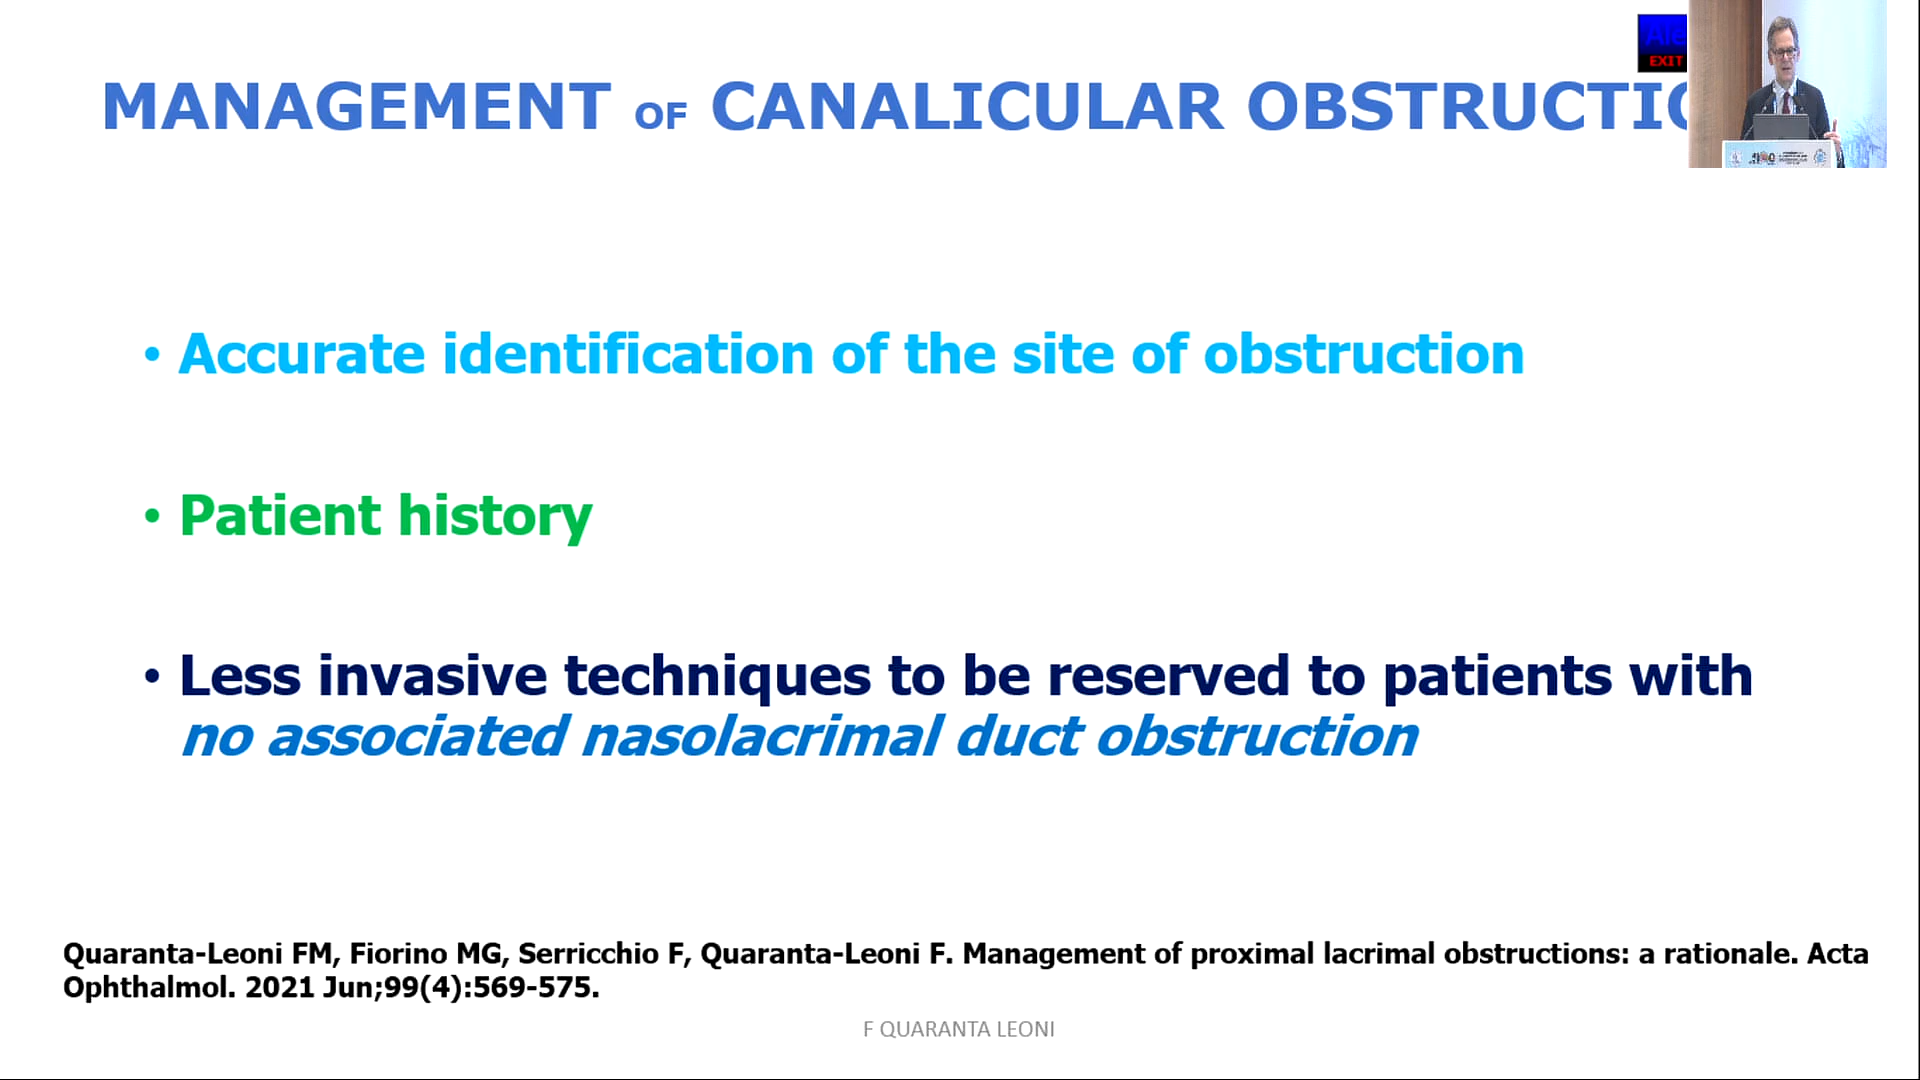 MANAGEMENT OF CANALICULAR OBSTRUCTIO
EXIT
• Accurate identification of the site of obstruction
• Patient history
• Less invasive techniques to be reserved to patients with
no associated nasolacrimal duct obstruction
Quaranta-Leoni FM, Fiorino MG, Serricchio F, Quaranta-Leoni F. Management of proximal lacrimal obstructions: a rationale. Acta
Ophthalmol. 2021 Jun;99(4):569-575.
F QUARANTA LEONI